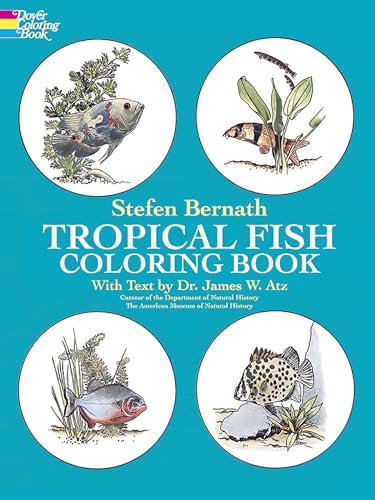 Dover
Coloring
Book
Stefen Bernath
TROPICAL FISH
COLORING BOOK
With Text by Dr. James W. Atz
Curator of the Department of Natural History
The American Museum of Natural History